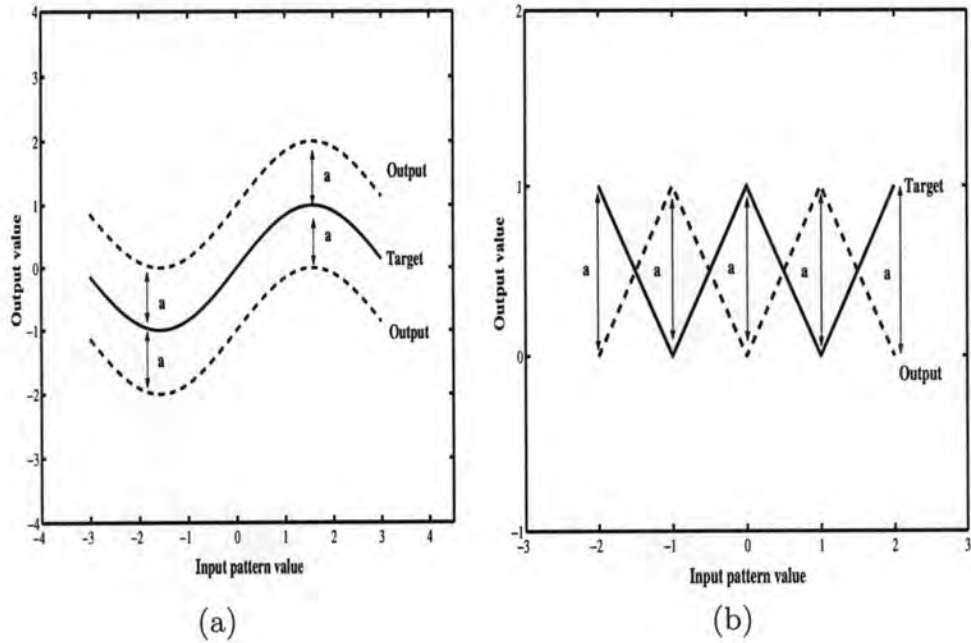 4
3
2
1
0
−1
−2
−3
−4
Output value
a
a
a
a
Output
Target
Output
−4 −3 −2 −1 0 1 2 3 4
Input pattern value
(a)
2
1
0
−1
Output value
a a a a a
Target
Output
−3 −2 −1 0 1 2 3
Input pattern value
(b)